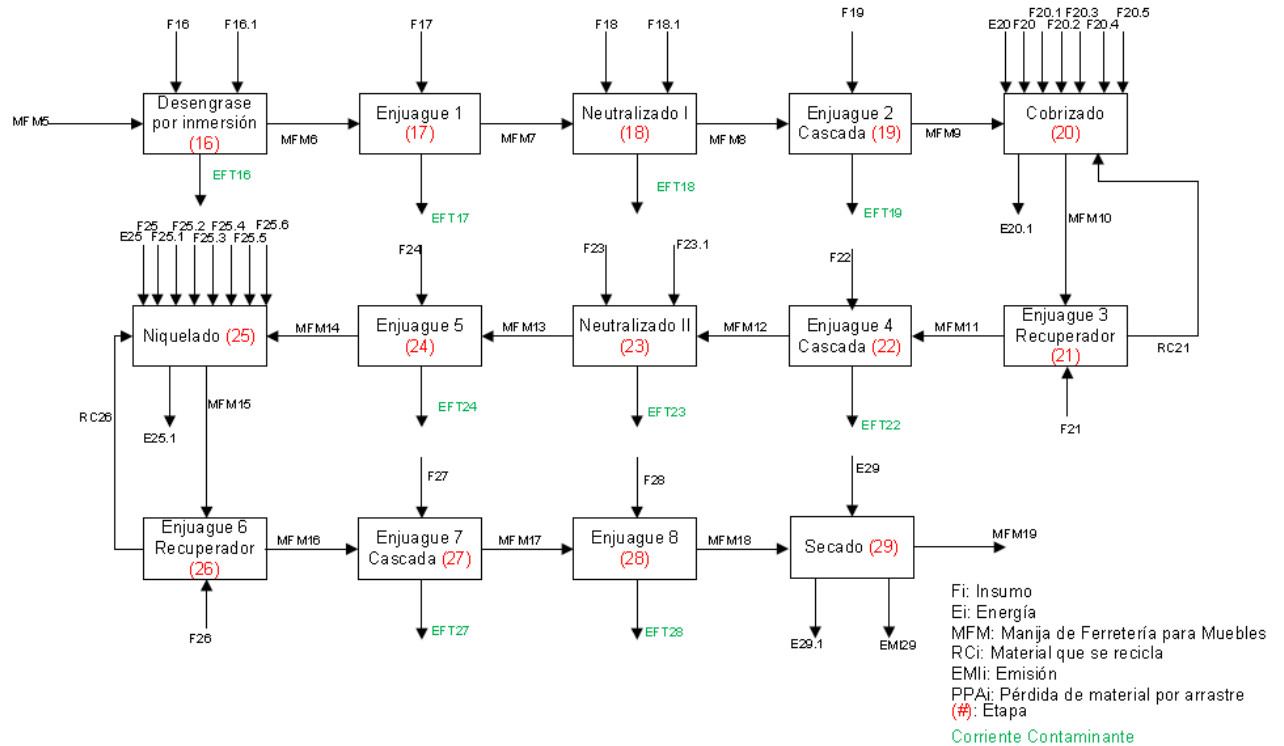 F16
F16.1
F17
F18
F18.1
F19
E20
F20
F20.1
F20.2
F20.3
F20.4
F20.5
MFM5
Desengrase
por inmersión
(16)
MFM6
Enjuague 1
(17)
MFM7
Neutralizado I
(18)
MFM8
Enjuague 2
Cascada (19)
MFM9
Cobrizado
(20)
EFT16
EFT17
EFT18
EFT19
E20.1
MFM10
E25
F25
F25.1
F25.2
F25.3
F25.4
F25.5
F25.6
F24
F23
F23.1
F22
Niquelado (25)
MFM14
Enjuague 5
(24)
MFM13
Neutralizado II
(23)
MFM12
Enjuague 4
Cascada (22)
MFM11
Enjuague 3
Recuperador
(21)
RC21
RC26
E25.1
MFM15
EFT24
EFT23
EFT22
F21
F27
F28
E29
Enjuague 6
Recuperador
(26)
MFM16
Enjuague 7
Cascada (27)
MFM17
Enjuague 8
(28)
MFM18
Secado (29)
MFM19
F26
EFT27
EFT28
E29.1
EMI29
Fi: Insumo
Ei: Energía
MFM: Manija de Ferretería para Muebles
RCi: Material que se recicla
EMIi: Emisión
PPAi: Pérdida de material por arrastre
(#): Etapa
Corriente Contaminante